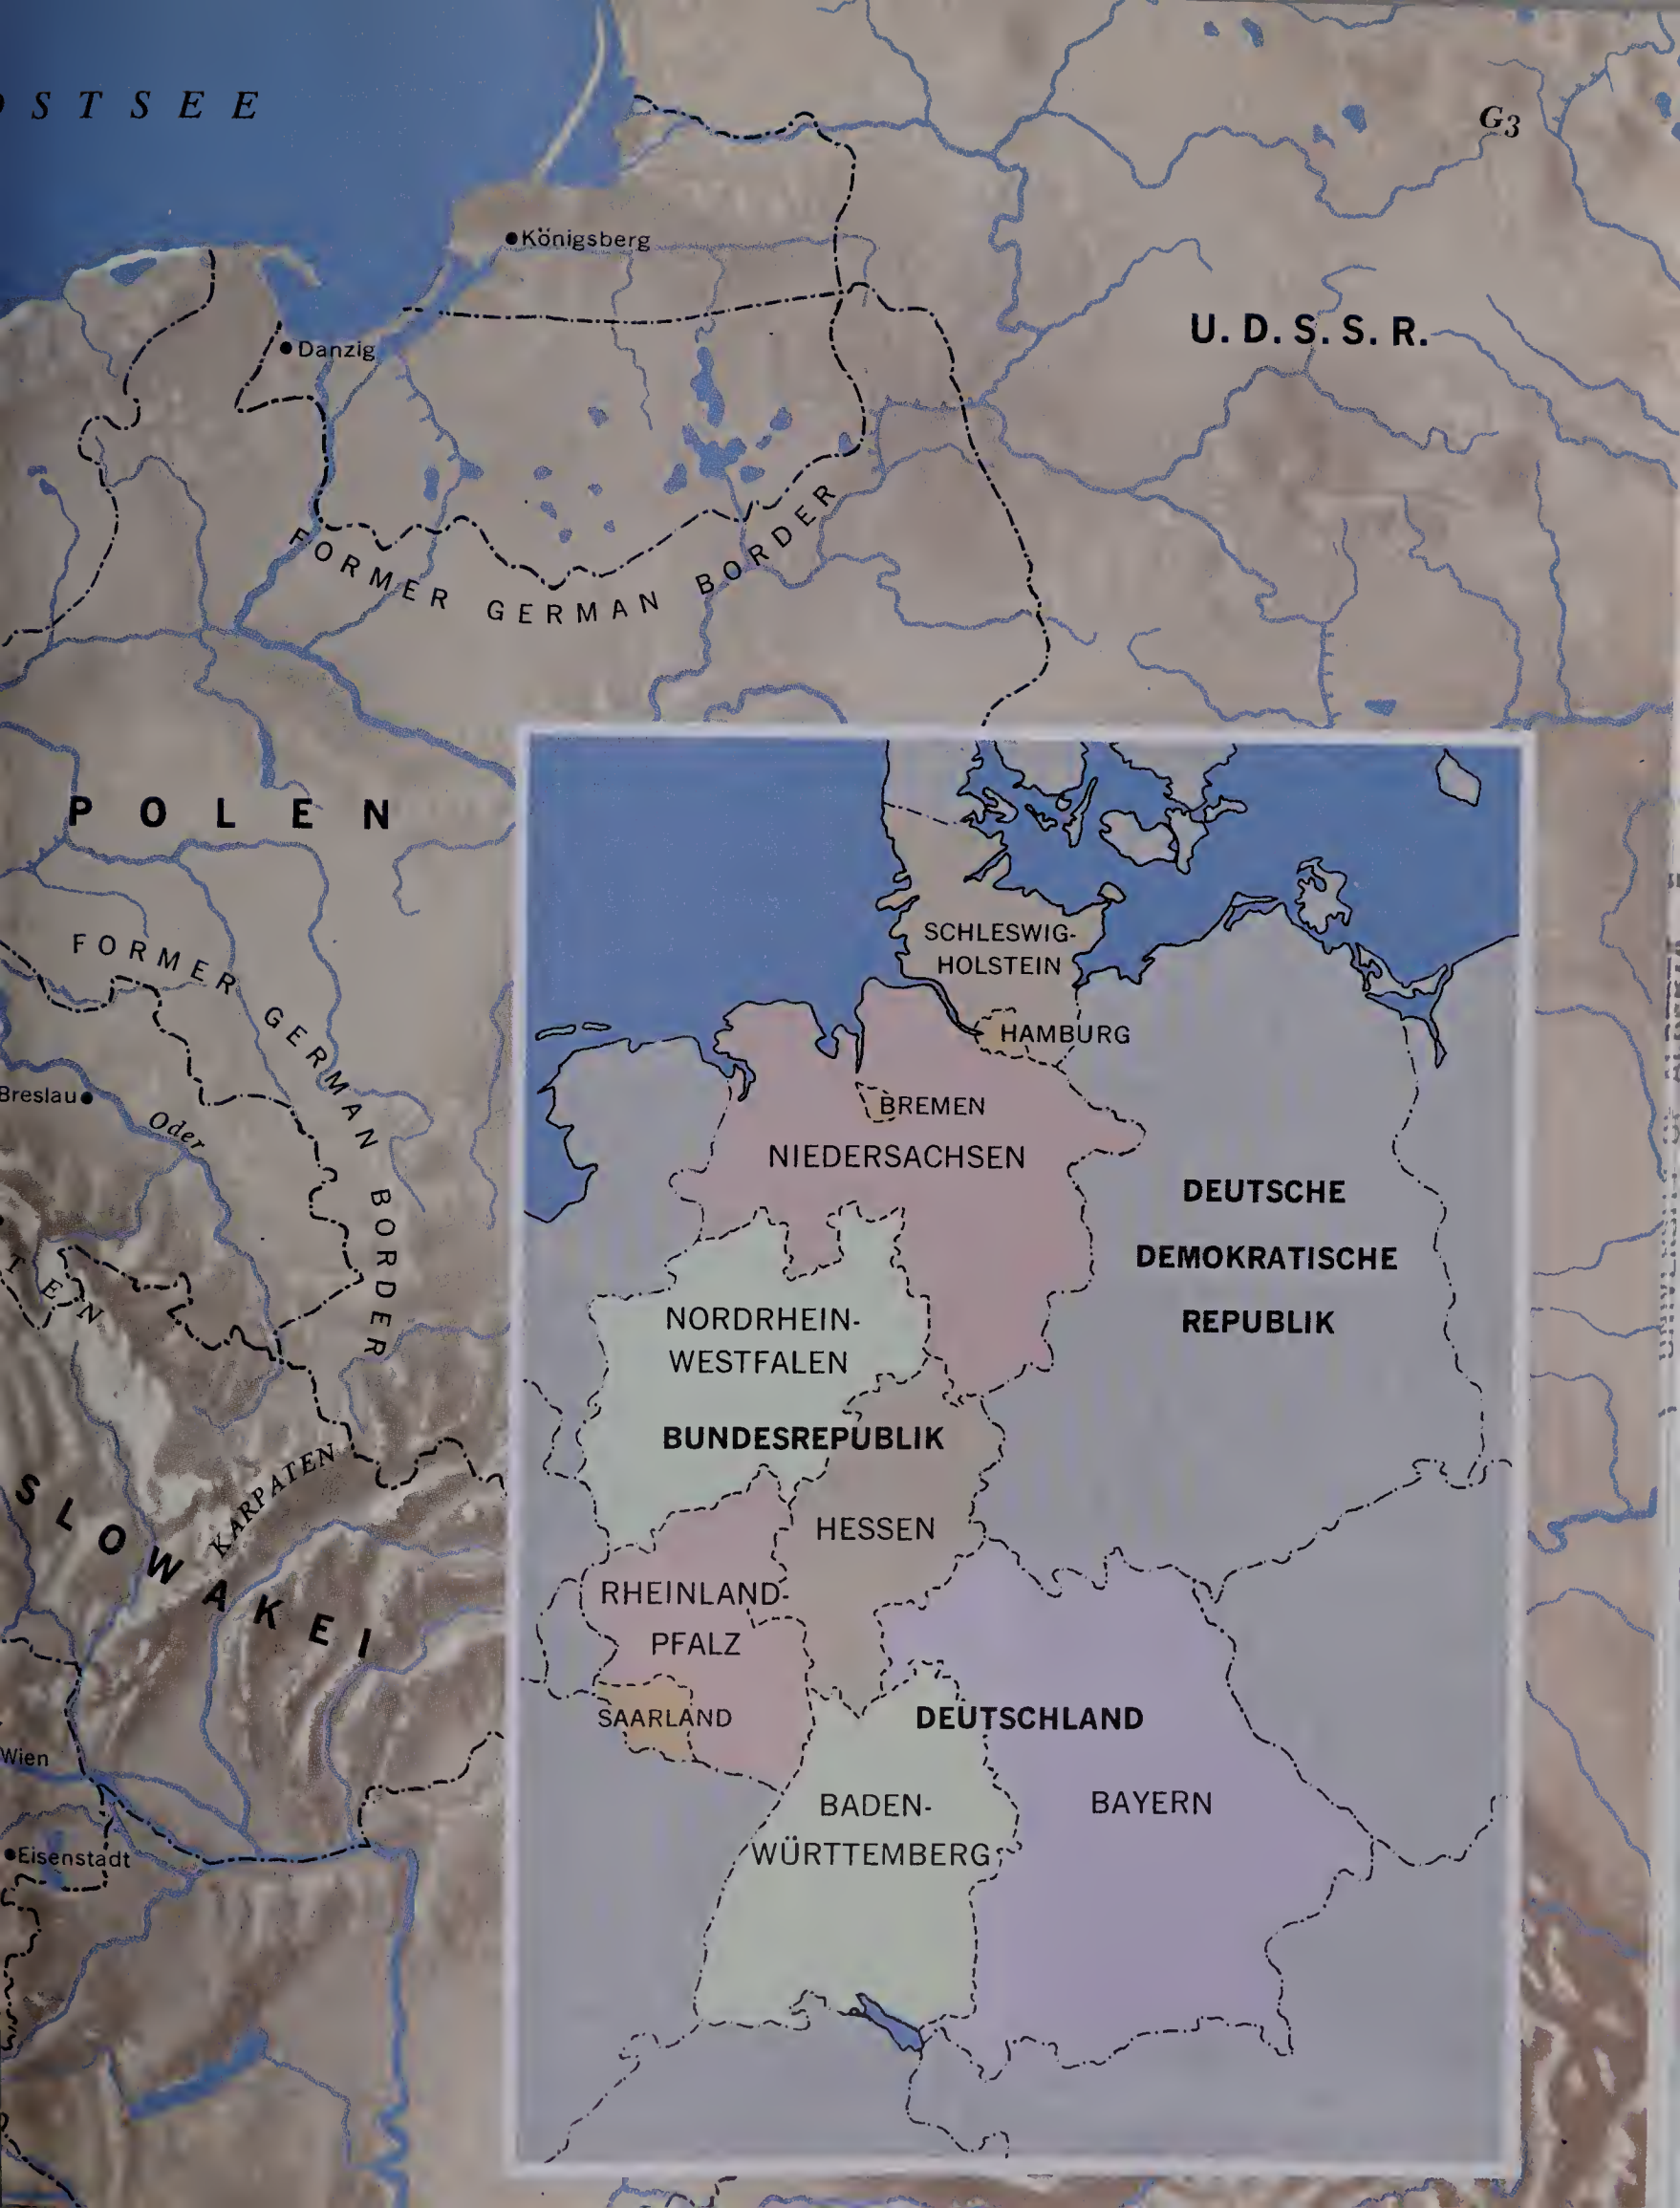 OSTSEE
G3
Königsberg
U. D. S. S. R.
Danzig
FORMER GERMAN BORDER
POLEN
FORMER GERMAN BORDER
Breslau
Oder
SLOWAKEI
KARPATEN
Wien
Eisenstadt
SCHLESWIG-
HOLSTEIN
HAMBURG
BREMEN
NIEDERSACHSEN
DEUTSCHE
DEMOKRATISCHE
REPUBLIK
NORDRHEIN-
WESTFALEN
BUNDESREPUBLIK
HESSEN
RHEINLAND-
PFALZ
SAARLAND
DEUTSCHLAND
BADEN-
WÜRTTEMBERG
BAYERN